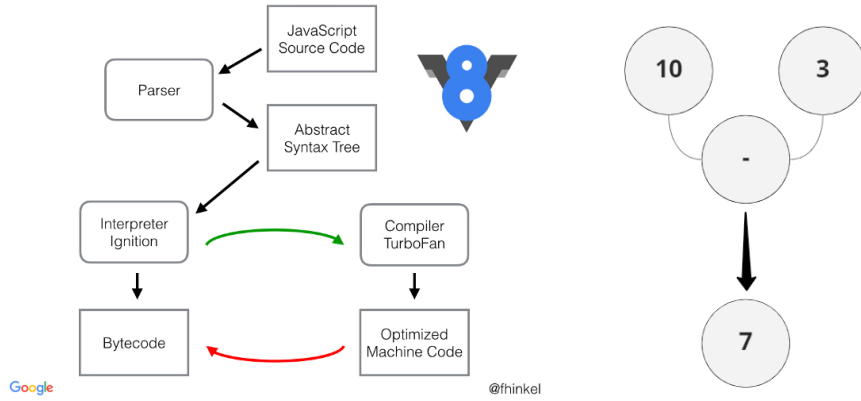 JavaScript
Source Code
Parser
Abstract
Syntax Tree
Interpreter
Ignition
Compiler
TurboFan
Bytecode
Optimized
Machine Code
Google
@fhinkel
8
10
3
-
7